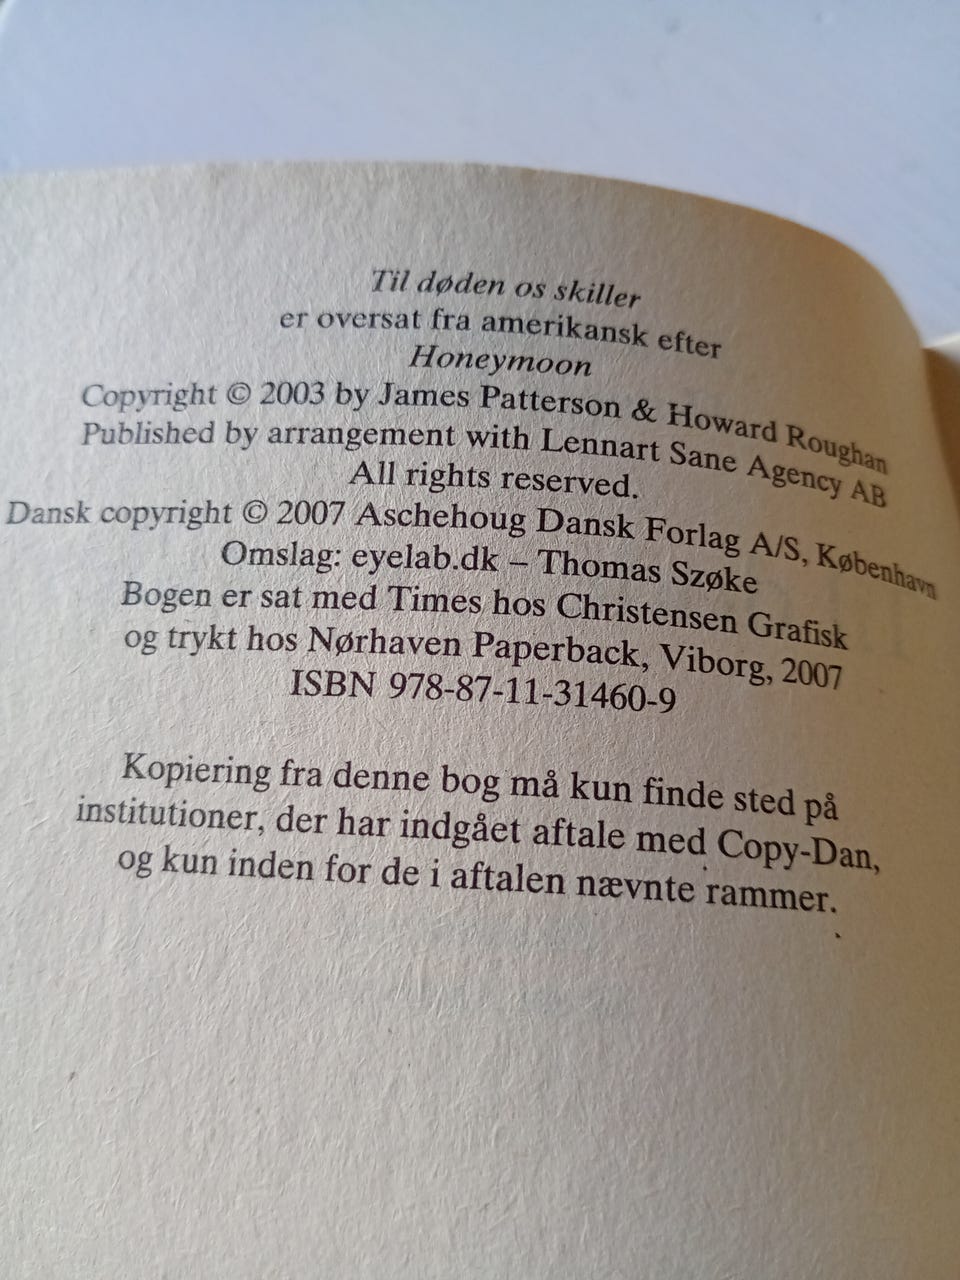 Til døden os skiller
er oversat fra amerikansk efter
Honeymoon
Copyright © 2003 by James Patterson & Howard Roughan
Published by arrangement with Lennart Sane Agency AB
All rights reserved.
Dansk copyright © 2007 Aschehoug Dansk Forlag A/S, København
Omslag: eyelab.dk – Thomas Szøke
Bogen er sat med Times hos Christensen Grafisk
og trykt hos Nørhaven Paperback, Viborg, 2007
ISBN 978-87-11-31460-9
Kopiering fra denne bog må kun finde sted på
institutioner, der har indgået aftale med Copy-Dan,
og kun inden for de i aftalen nævnte rammer.